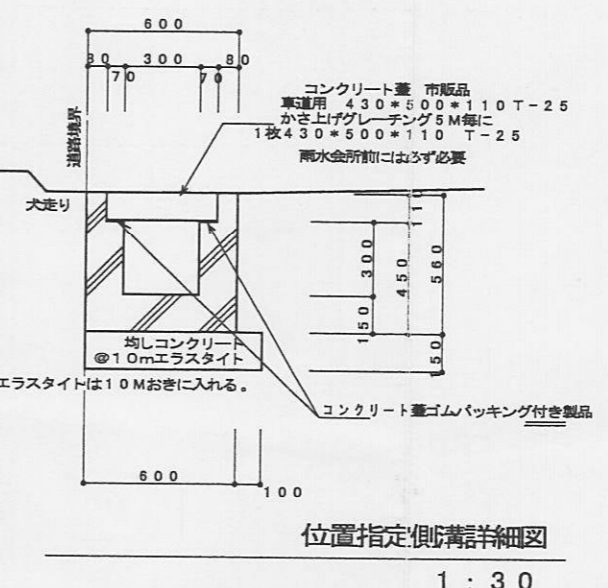 600
80 300 80
70 70
コンクリート蓋 市販品
車道用 430*500*110 T-25
かさ上げグレーチング5M毎に
1枚430*500*110 T-25
雨水会所前には必ず必要
道路境界
犬走り
110
300
450
560
150
150
均しコンクリート
@10mエラスタイト
エラスタイトは10Mおきに入れる。
コンクリート蓋ゴムパッキング付き製品
600
100
位置指定側溝詳細図
1:30